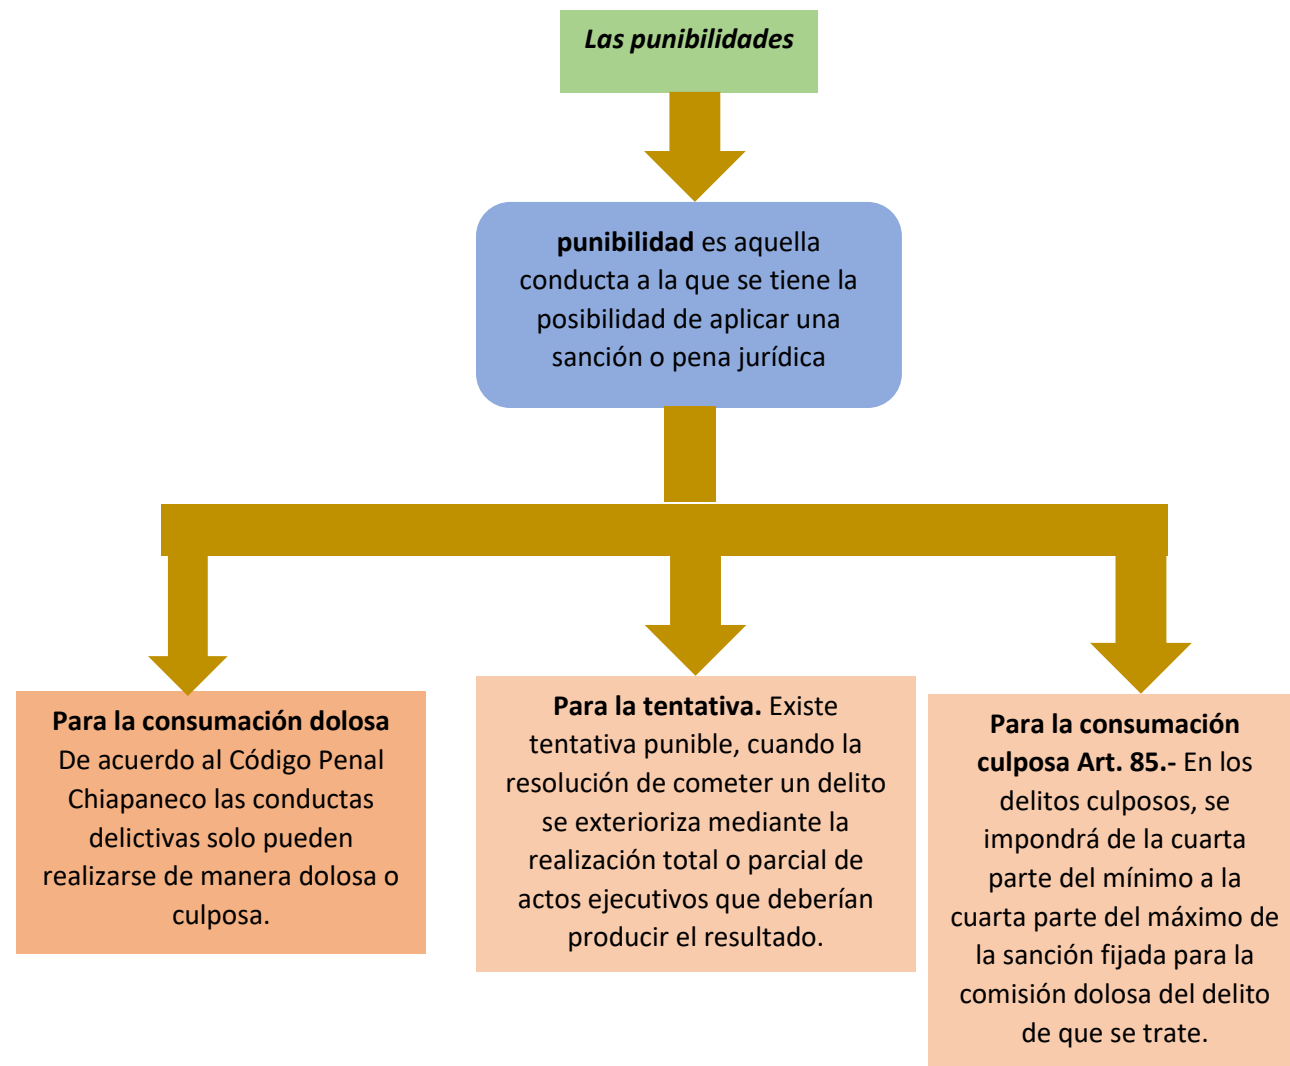 Las punibilidades
punibilidad es aquella
conducta a la que se tiene la
posibilidad de aplicar una
sanción o pena jurídica
Para la consumación dolosa
De acuerdo al Código Penal
Chiapaneco las conductas
delictivas solo pueden
realizarse de manera dolosa o
culposa.
Para la tentativa. Existe
tentativa punible, cuando la
resolución de cometer un delito
se exterioriza mediante la
realización total o parcial de
actos ejecutivos que deberían
producir el resultado.
Para la consumación
culposa Art. 85.- En los
delitos culposos, se
impondrá de la cuarta
parte del mínimo a la
cuarta parte del máximo de
la sanción fijada para la
comisión dolosa del delito
de que se trate.